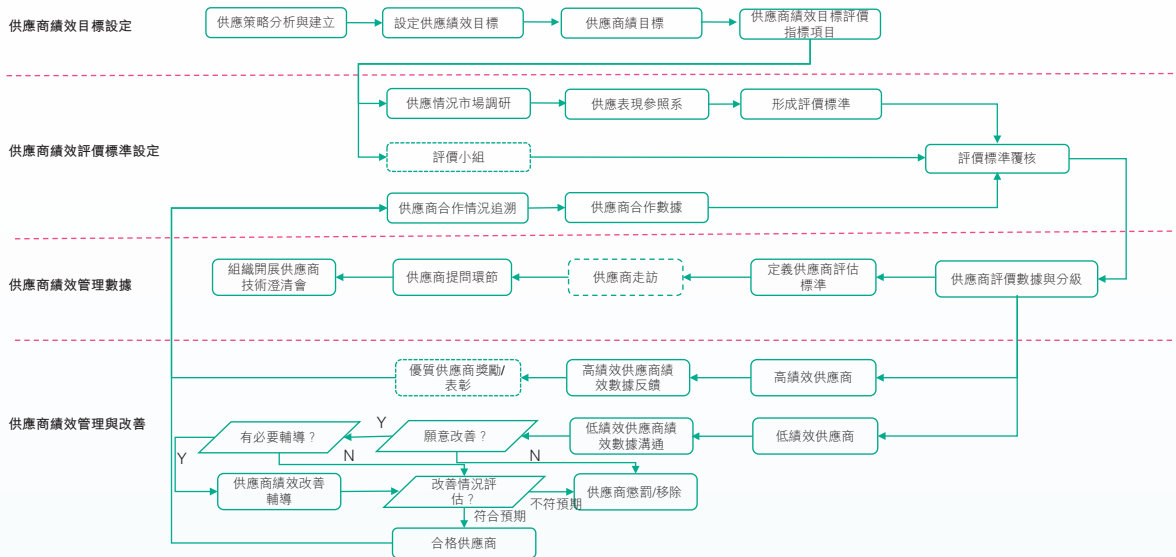 供應商績效目標設定
供應策略分析與建立
設定供應績效目標
供應商績目標
供應商績效目標評價
指標項目
供應情況市場調研
供應表現參照系
形成評價標準
供應商績效評價標準設定
評價小組
評價標準覆核
供應商合作情況追溯
供應商合作數據
供應商績效管理數據
組織開展供應商
技術澄清會
供應商提問環節
供應商走訪
定義供應商評估
標準
供應商評價數據與分級
優質供應商獎勵/
表彰
高績效供應商績
效數據反饋
高績效供應商
供應商績效管理與改善
有必要輔導？
Y
願意改善？
低績效供應商績
效數據溝通
低績效供應商
Y
N
N
供應商績效改善
輔導
改善情況評
估？
不符預期
供應商懲罰/移除
符合預期
合格供應商